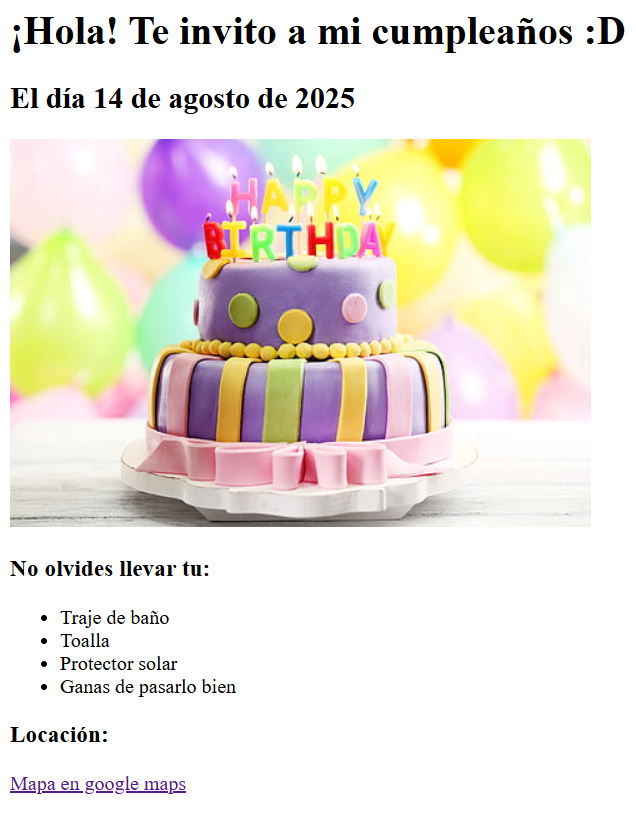 ¡Hola! Te invito a mi cumpleaños :D
El día 14 de agosto de 2025
HAPPY
BIRTHDAY
No olvides llevar tu:
• Traje de baño
• Toalla
• Protector solar
• Ganas de pasarlo bien
Locación:
Mapa en google maps